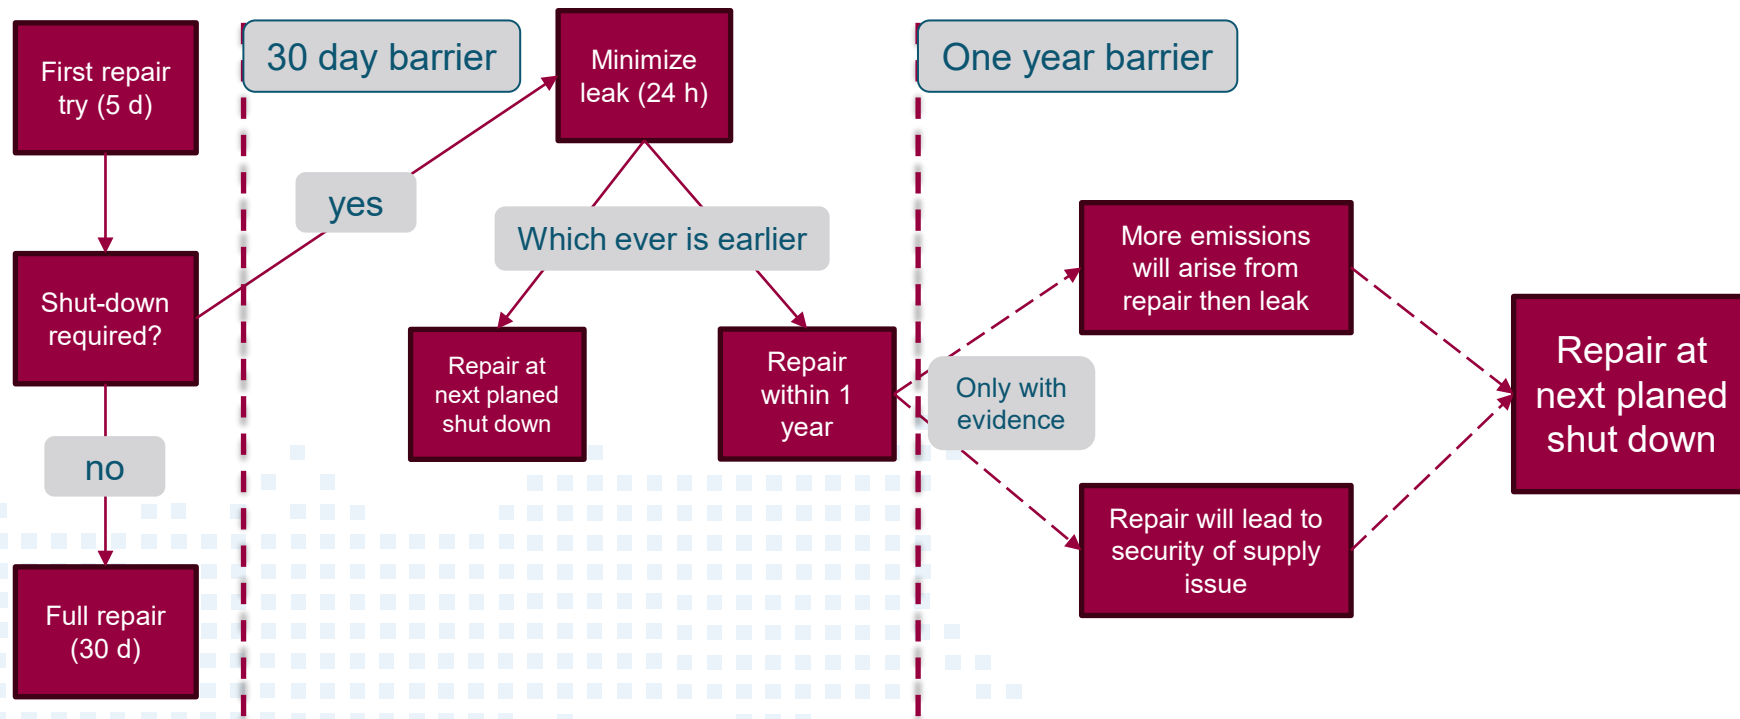 First repair
try (5 d)
30 day barrier
Minimize
leak (24 h)
One year barrier
yes
Which ever is earlier
Shut-down
required?
no
Full repair
(30 d)
Repair at
next planed
shut down
Repair
within 1
year
Only with
evidence
More emissions
will arise from
repair then leak
Repair will lead to
security of supply
issue
Repair at
next planed
shut down